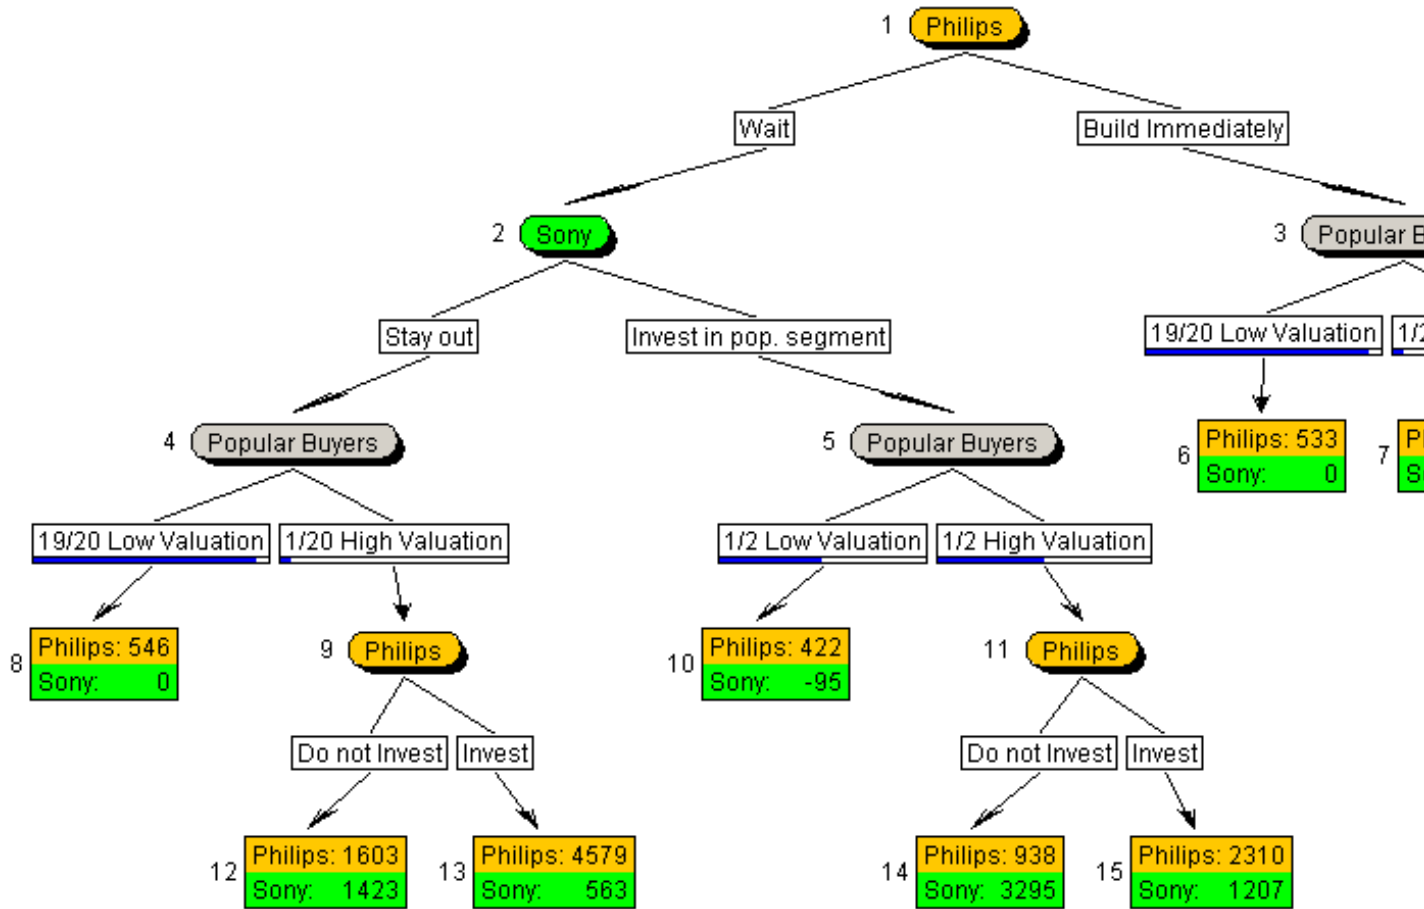 1 Philips
Wait
Build Immediately
2 Sony
3 Popular B
Stay out
Invest in pop. segment
19/20 Low Valuation
1/2
4 Popular Buyers
5 Popular Buyers
6 Philips: 533
Sony: 0
7 P
S
19/20 Low Valuation
1/20 High Valuation
1/2 Low Valuation
1/2 High Valuation
8 Philips: 546
Sony: 0
9 Philips
10 Philips: 422
Sony: -95
11 Philips
Do not Invest
Invest
Do not Invest
Invest
12 Philips: 1603
Sony: 1423
13 Philips: 4579
Sony: 563
14 Philips: 938
Sony: 3295
15 Philips: 2310
Sony: 1207